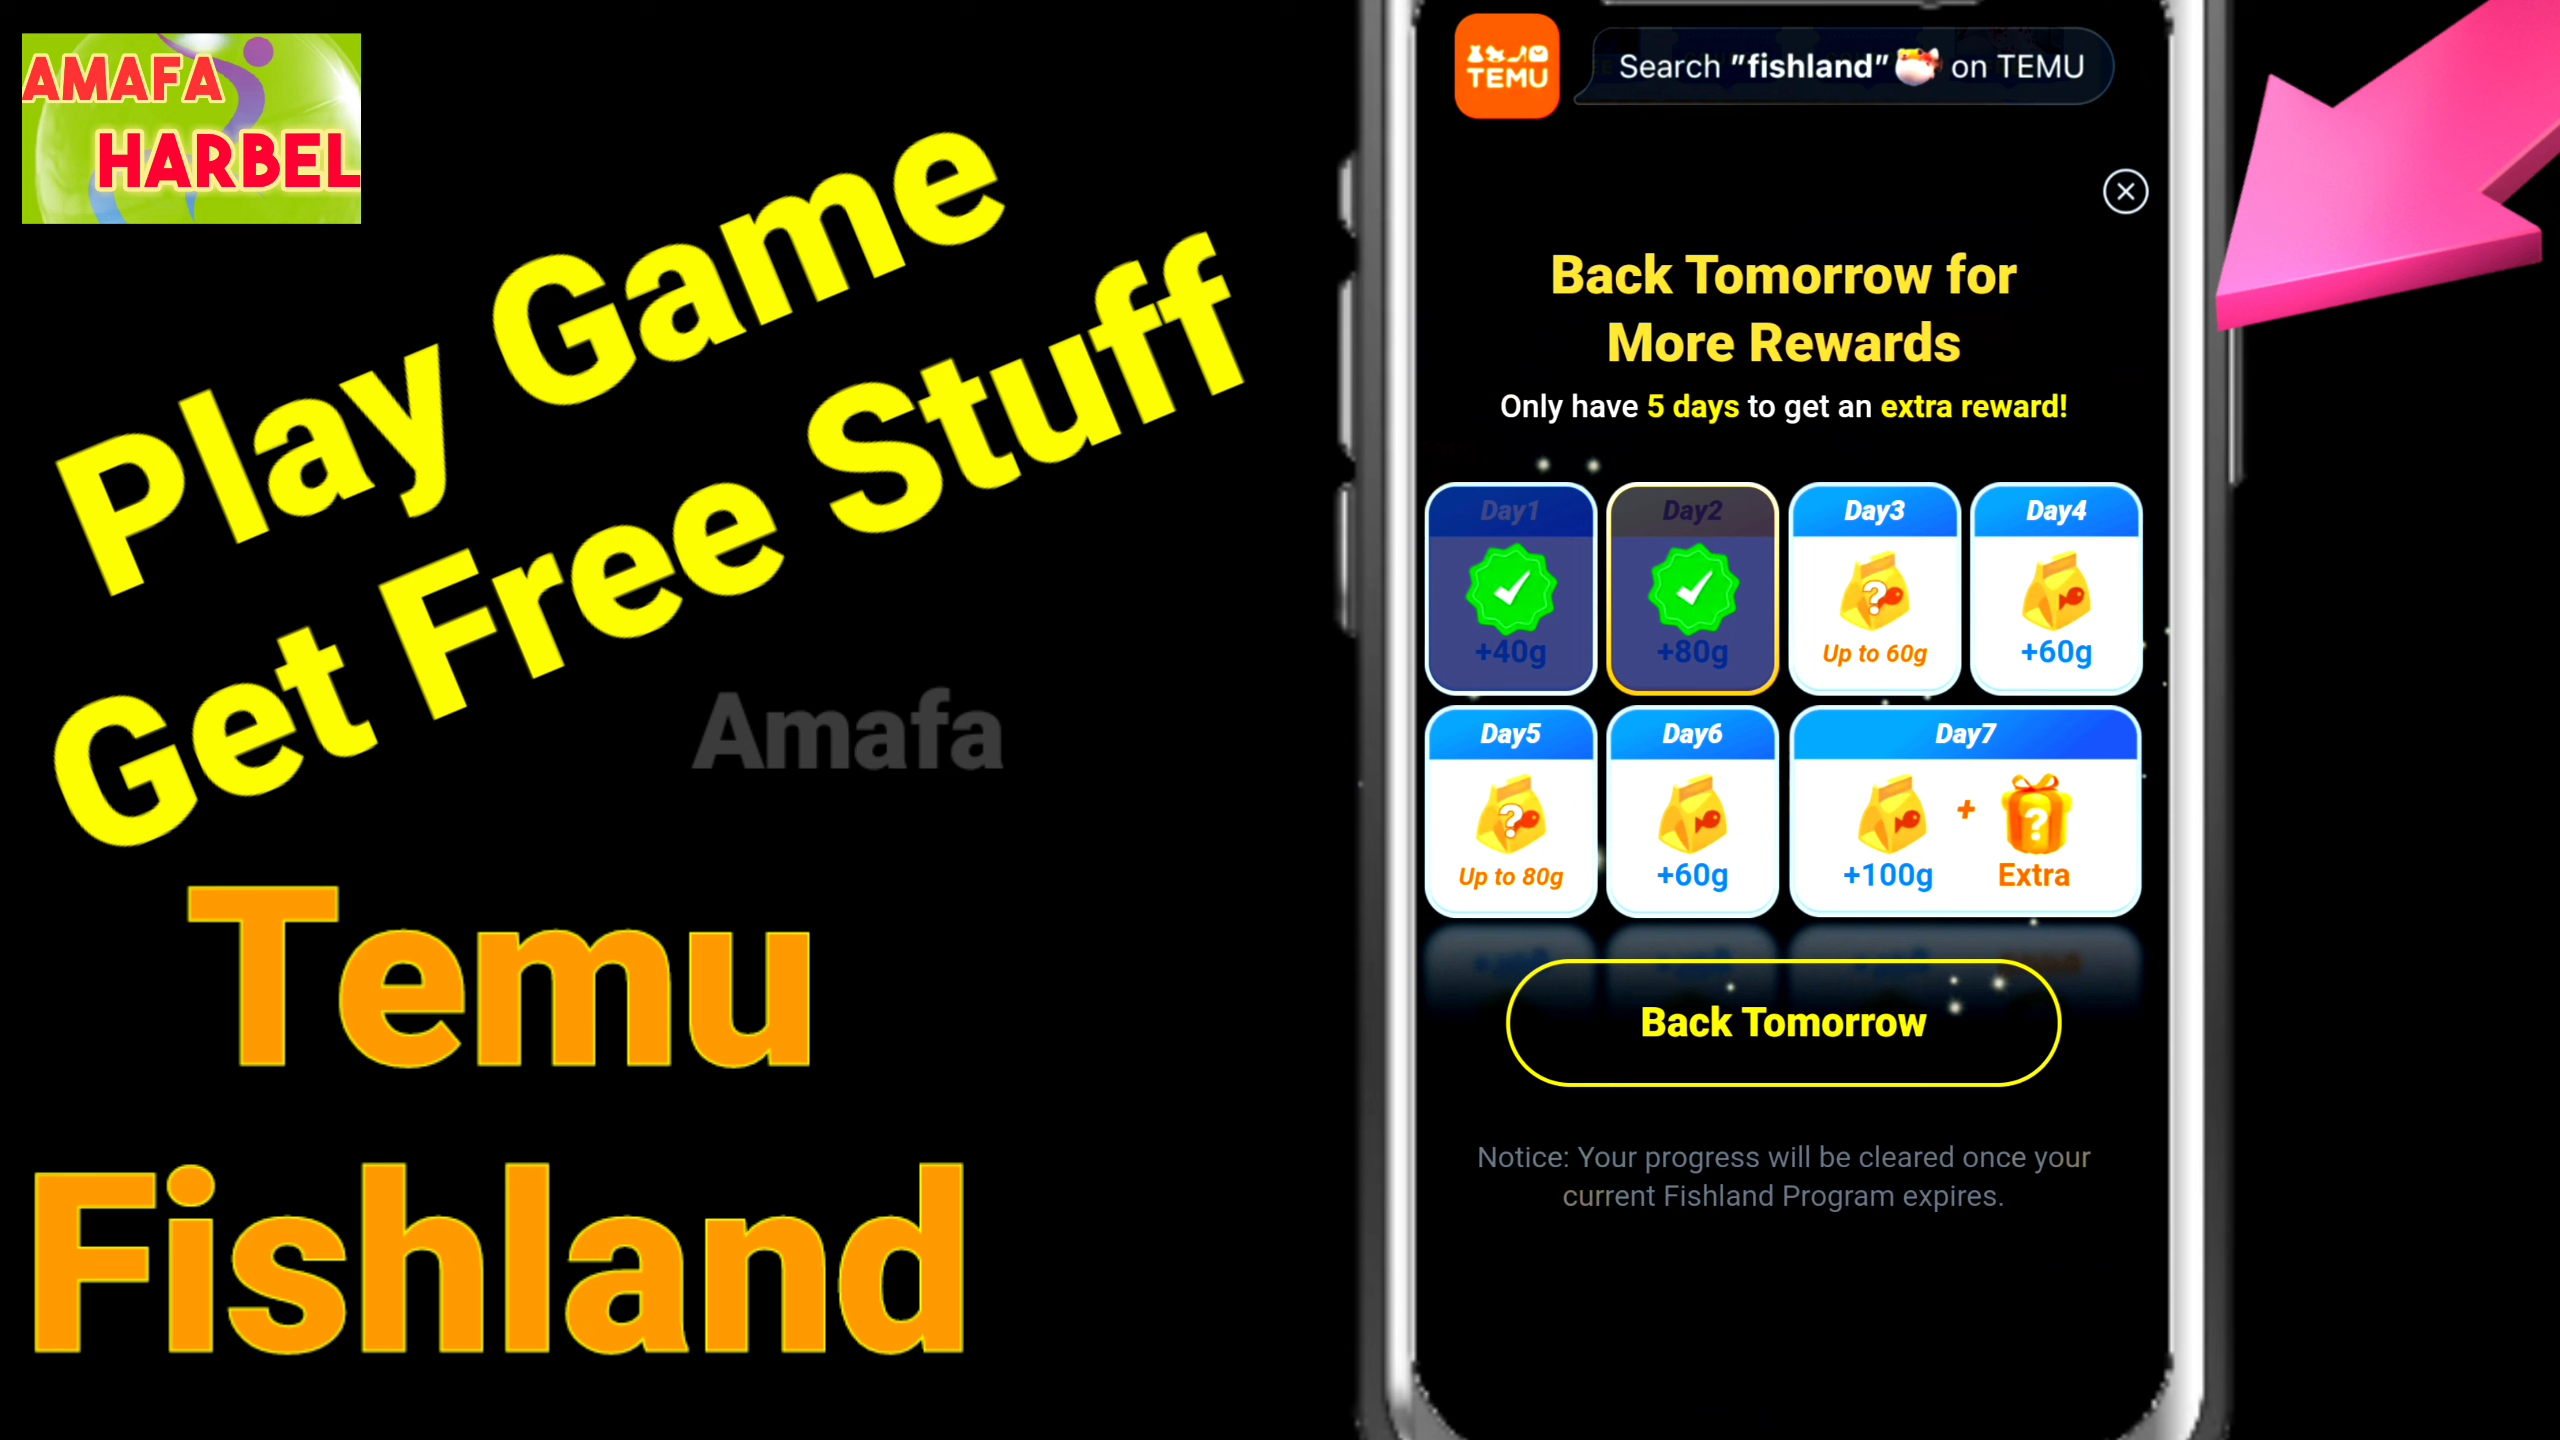 AMAFA
HARBEL
Play Game
Get Free Stuff
Amafa
Temu
Fishland
TEMU
Search "fishland" on TEMU
Back Tomorrow for
More Rewards
Only have 5 days to get an extra reward!
Day1
+40g
Day2
+80g
Day3
Up to 60g
Day4
+60g
Day5
Up to 80g
Day6
+60g
Day7
+
+100g
Extra
Back Tomorrow
Notice: Your progress will be cleared once your
current Fishland Program expires.